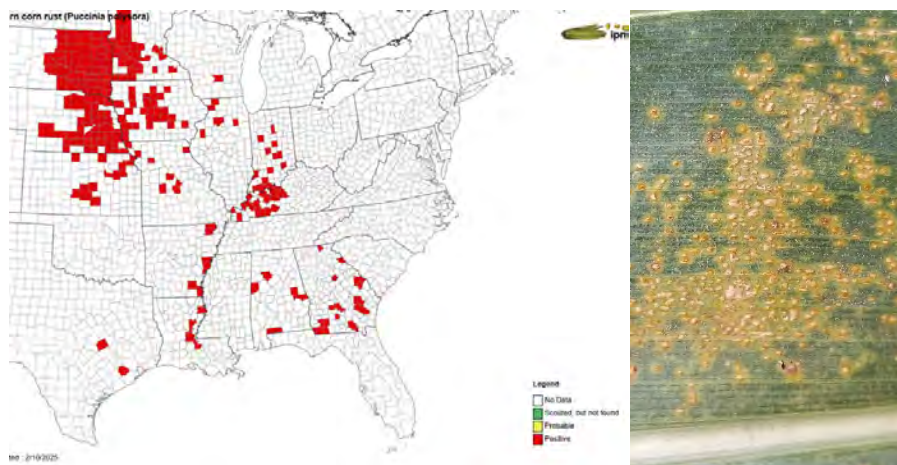 rn corn rust (Puccinia polysora)
ipm
Legend
No Data
Scouted, but not found
Probable
Positive
ted : 2/10/2025